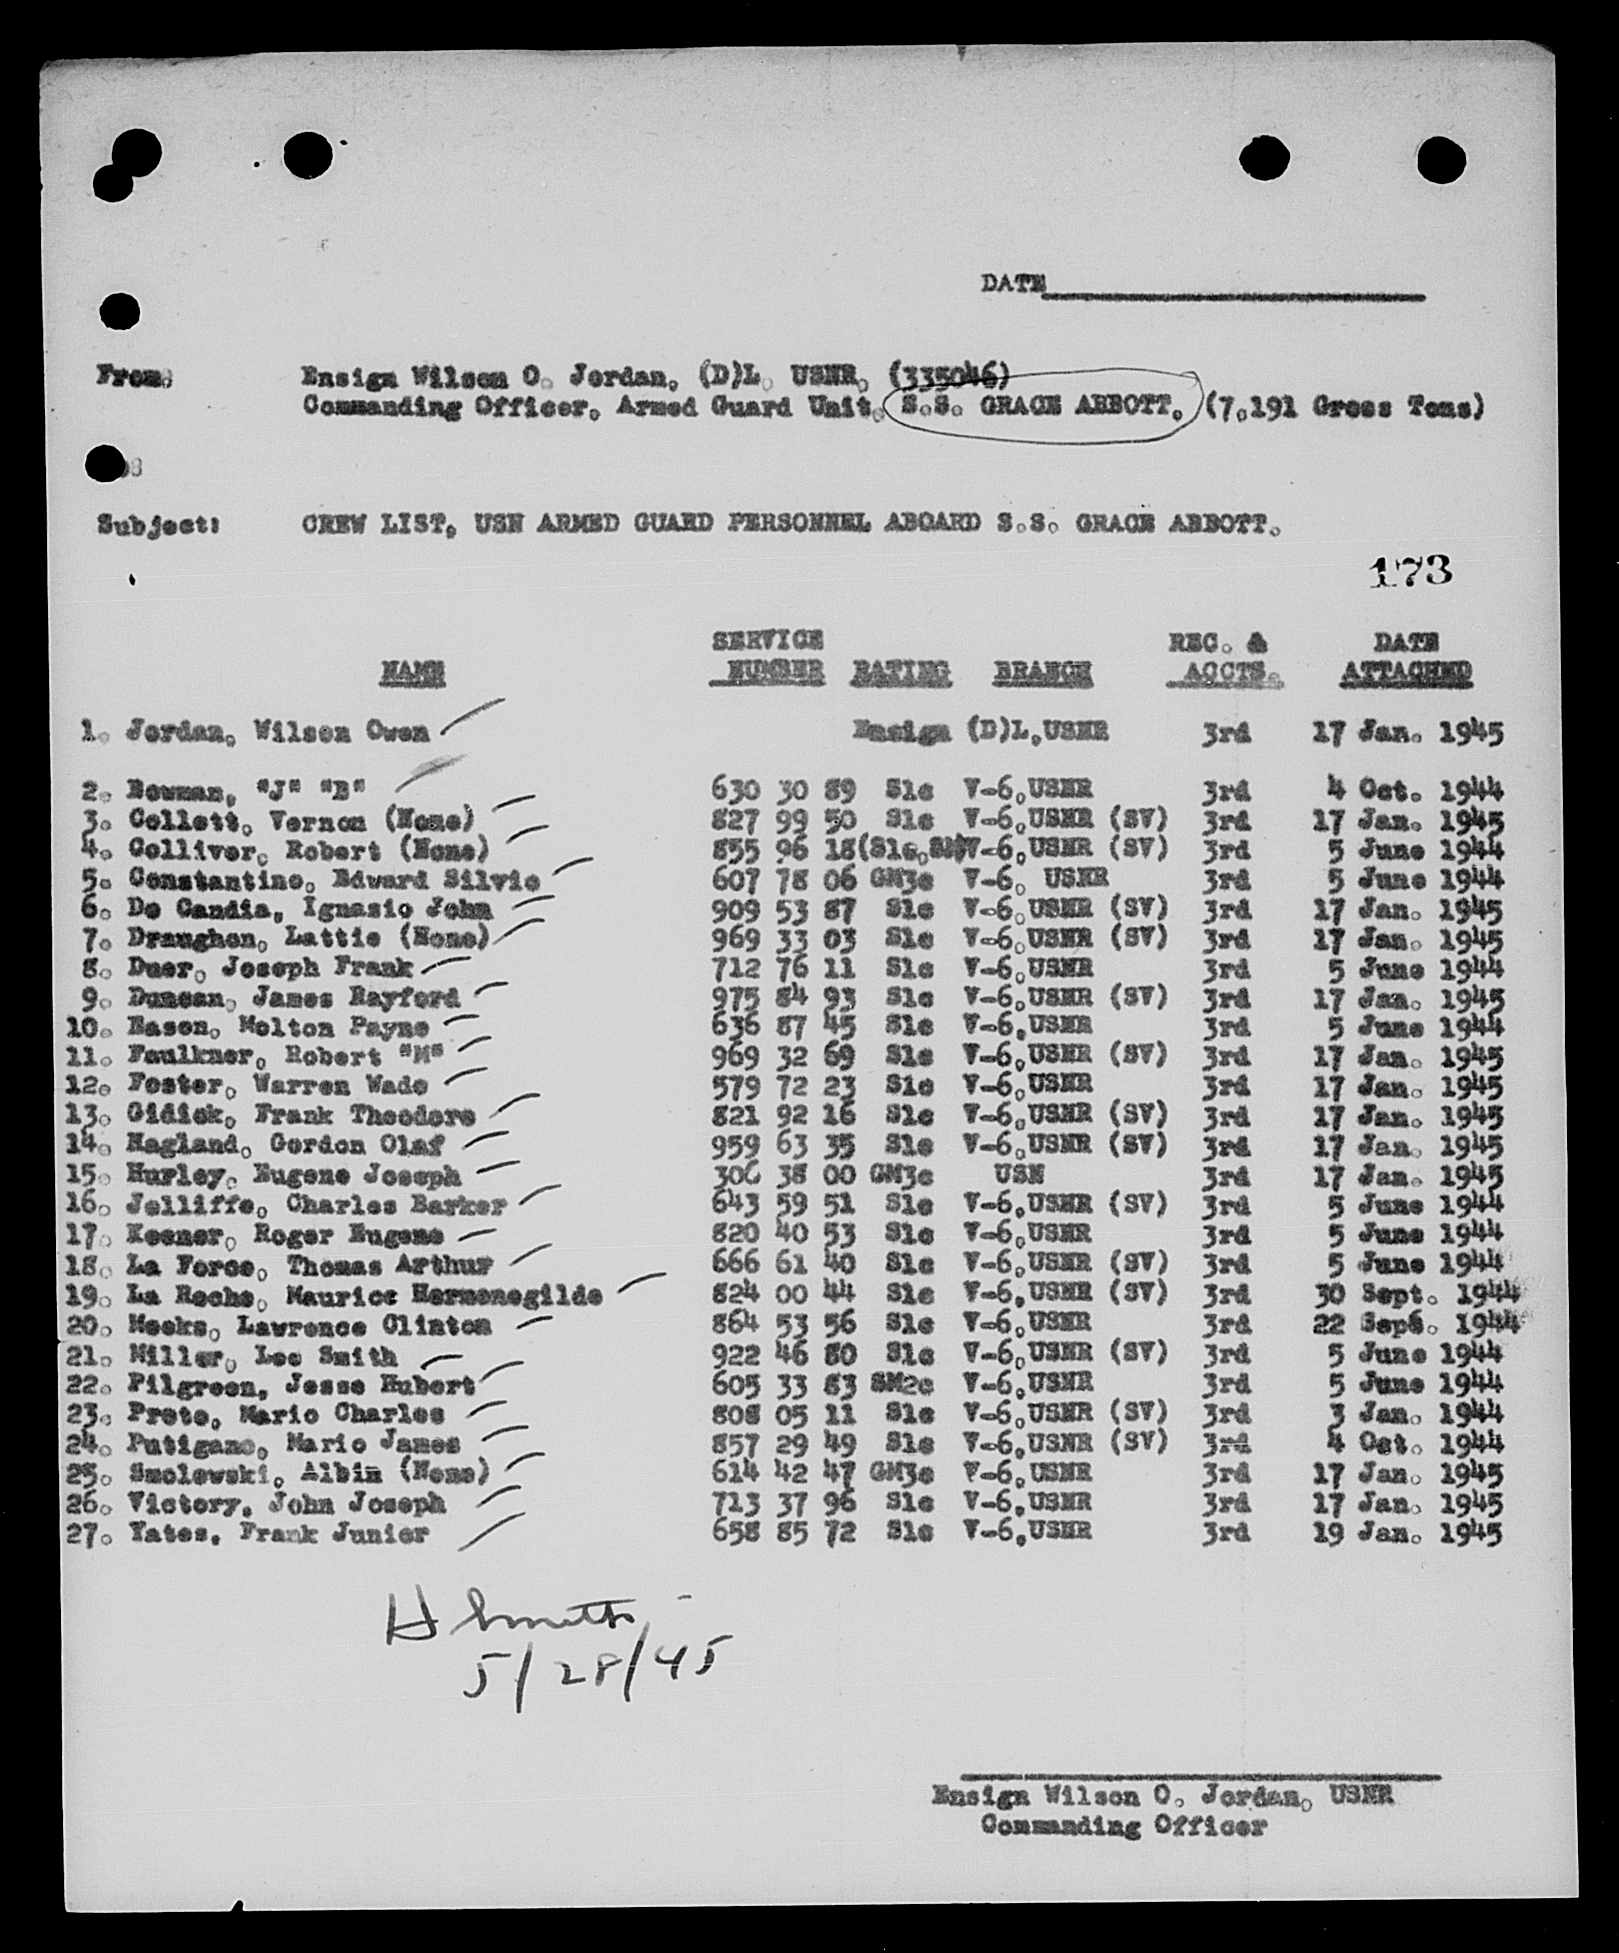 DATE
From: Ensign Wilson O. Jordan, (D)L, USNR, (335046)
Commanding Officer, Armed Guard Unit, S.S. GRACE ABBOTT, (7,191 Gross Tons)
Subject: CREW LIST, USN ARMED GUARD PERSONNEL ABOARD S.S. GRACE ABBOTT.
173
SERVICE REC. & DATE
NAME NUMBER RATING BRANCH ACCTS. ATTACHED
1. Jordan, Wilson Owen Ensign (D)L,USNR 3rd 17 Jan. 1945
2. Bowman, "J" "B" 630 30 89 S1c V-6,USNR 3rd 4 Oct. 1944
3. Collett, Vernon (None) 827 99 50 S1c V-6,USNR (SV) 3rd 17 Jan. 1945
4. Colliver, Robert (None) 855 96 18 (S1c, V-6,USNR (SV) 3rd 5 June 1944
5. Constantino, Edward Silvio 607 78 06 GM3c V-6, USNR 3rd 5 June 1944
6. De Candia, Ignasio John 909 53 87 S1c V-6,USNR (SV) 3rd 17 Jan. 1945
7. Draughon, Lattie (None) 969 33 03 S1c V-6,USNR (SV) 3rd 17 Jan. 1945
8. Duer, Joseph Frank 712 76 11 S1c V-6,USNR 3rd 5 June 1944
9. Duncan, James Rayford 975 84 93 S1c V-6,USNR (SV) 3rd 17 Jan. 1945
10. Eason, Melton Payne 636 87 45 S1c V-6,USNR 3rd 5 June 1944
11. Faulkner, Robert "M" 969 32 69 S1c V-6,USNR (SV) 3rd 17 Jan. 1945
12. Foster, Warren Wade 579 72 23 S1c V-6,USNR 3rd 17 Jan. 1945
13. Gidick, Frank Theodore 821 92 16 S1c V-6,USNR (SV) 3rd 17 Jan. 1945
14. Hagland, Gordon Olaf 959 63 35 S1c V-6,USNR (SV) 3rd 17 Jan. 1945
15. Hurley, Eugene Joseph 306 38 00 GM3c USN 3rd 17 Jan. 1945
16. Jelliffe, Charles Barker 643 59 51 S1c V-6,USNR (SV) 3rd 5 June 1944
17. Kesner, Roger Eugene 820 40 53 S1c V-6,USNR 3rd 5 June 1944
18. La Force, Thomas Arthur 666 61 40 S1c V-6,USNR (SV) 3rd 5 June 1944
19. La Roche, Maurice Hermenegilde 824 00 44 S1c V-6,USNR (SV) 3rd 30 Sept. 1944
20. Meeks, Lawrence Clinton 864 53 56 S1c V-6,USNR 3rd 22 Sept. 1944
21. Miller, Lee Smith 922 46 80 S1c V-6,USNR (SV) 3rd 5 June 1944
22. Pilgreen, Jesse Hubert 605 33 83 SM2c V-6,USNR 3rd 5 June 1944
23. Prete, Mario Charles 808 05 11 S1c V-6,USNR (SV) 3rd 3 Jan. 1944
24. Putigano, Mario James 857 29 49 S1c V-6,USNR (SV) 3rd 4 Oct. 1944
25. Smolewski, Albin (None) 614 42 47 GM3c V-6,USNR 3rd 17 Jan. 1945
26. Victory, John Joseph 713 37 96 S1c V-6,USNR 3rd 17 Jan. 1945
27. Yates, Frank Junior 658 85 72 S1c V-6,USNR 3rd 19 Jan. 1945
H Smith
5/28/45
Ensign Wilson O. Jordan, USNR
Commanding Officer